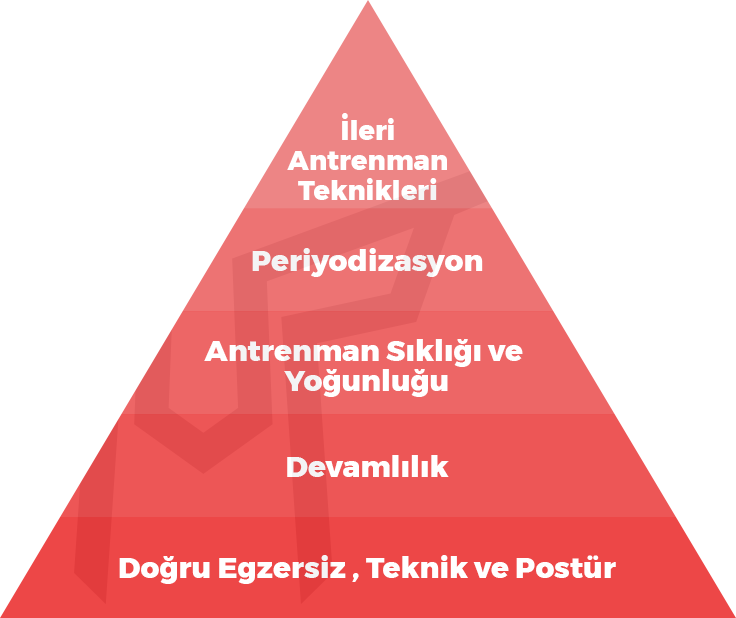 İleri
Antrenman
Teknikleri
Periyodizasyon
Antrenman Sıklığı ve
Yoğunluğu
Devamlılık
Doğru Egzersiz , Teknik ve Postür